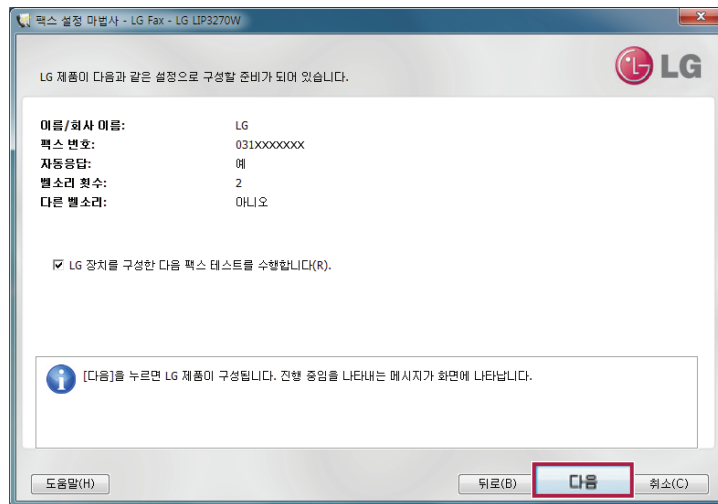 팩스 설정 마법사 - LG Fax - LG LIP3270W
LG 제품이 다음과 같은 설정으로 구성할 준비가 되어 있습니다.
LG
이름/회사 이름: LG
팩스 번호: 031XXXXXXX
자동응답: 예
벨소리 횟수: 2
다른 벨소리: 아니오
LG 장치를 구성한 다음 팩스 테스트를 수행합니다(R).
[다음]을 누르면 LG 제품이 구성됩니다. 진행 중임을 나타내는 메시지가 화면에 나타납니다.
도움말(H) 뒤로(B) 다음 취소(C)